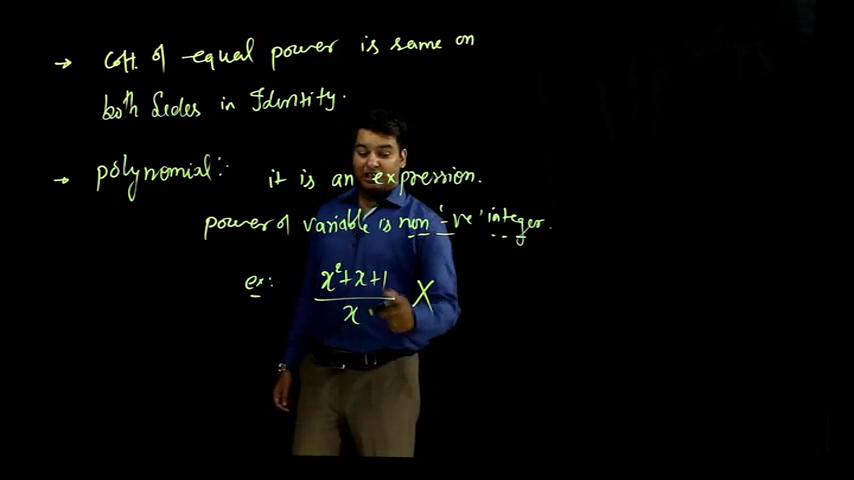 → Coff. of equal power is same on
both Sides in Identity.
→ polynomial:- it is an expression.
power of variable is non '-ve' integer.
ex: x²+x+1 X
x